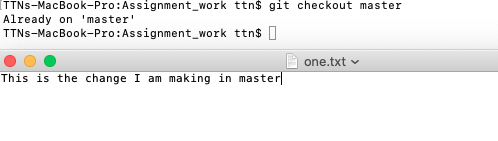 TTNs-MacBook-Pro:Assignment_work ttn$ git checkout master
Already on 'master'
TTNs-MacBook-Pro:Assignment_work ttn$
one.txt
This is the change I am making in master